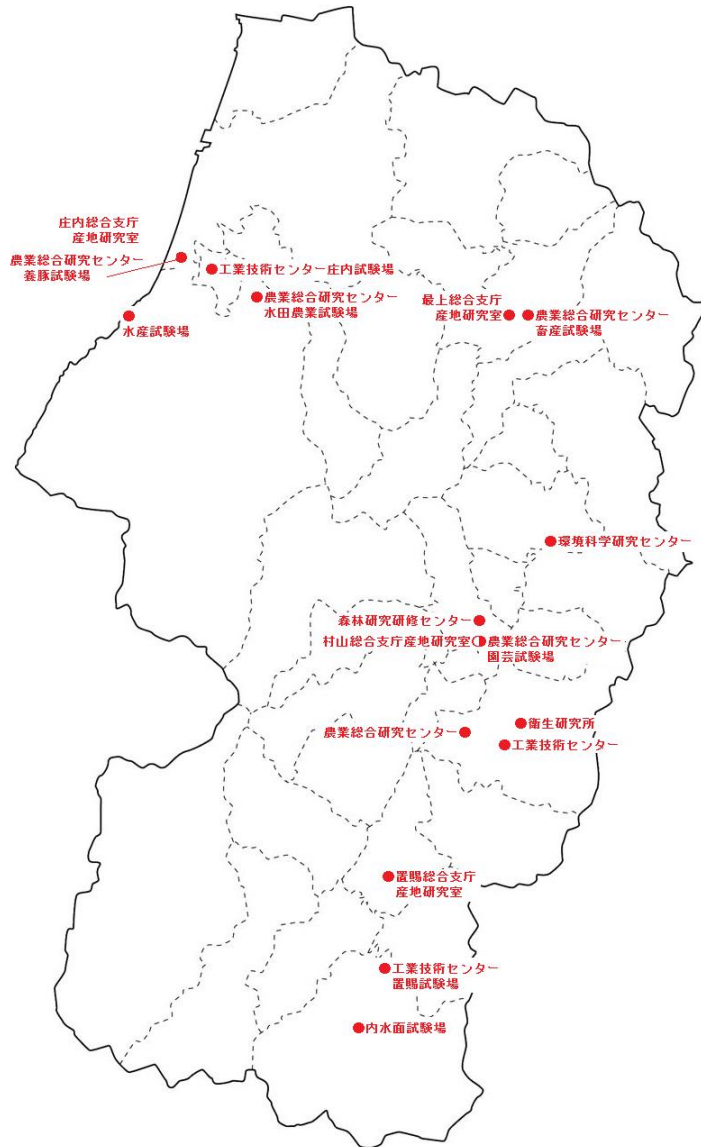 庄内総合支庁
産地研究室
農業総合研究センター
養豚試験場
工業技術センター庄内試験場
農業総合研究センター
水田農業試験場
水産試験場
最上総合支庁
産地研究室
農業総合研究センター
畜産試験場
環境科学研究センター
森林研究研修センター
村山総合支庁産地研究室
農業総合研究センター
園芸試験場
農業総合研究センター
衛生研究所
工業技術センター
置賜総合支庁
産地研究室
工業技術センター
置賜試験場
内水面試験場